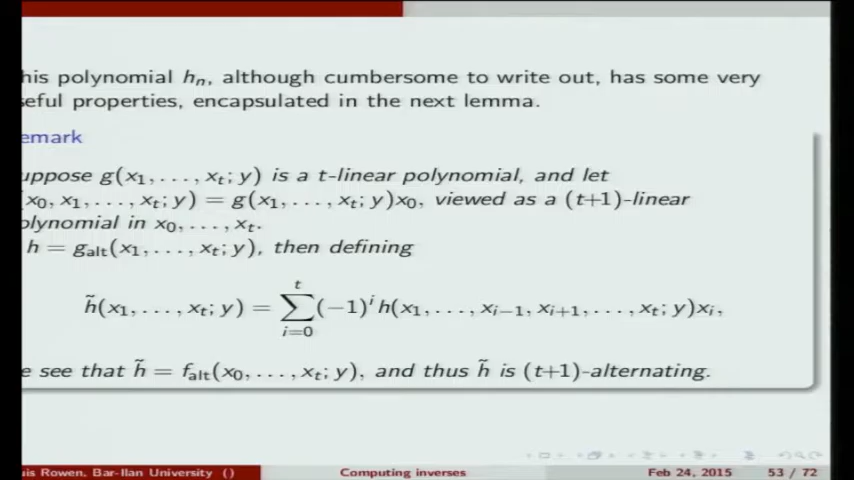 his polynomial hₙ, although cumbersome to write out, has some very
seful properties, encapsulated in the next lemma.
emark
uppose g(x₁, . . . , xₜ; y) is a t-linear polynomial, and let
(x₀, x₁, . . . , xₜ; y) = g(x₁, . . . , xₜ; y)x₀, viewed as a (t+1)-linear
olynomial in x₀, . . . , xₜ.
h = g_alt(x₁, . . . , xₜ; y), then defining
h̃(x₁, . . . , xₜ; y) = ∑_{i=0}^{t} (−1)^i h(x₁, . . . , x_{i−1}, x_{i+1}, . . . , xₜ; y)x_i,
e see that h̃ = f_alt(x₀, . . . , xₜ; y), and thus h̃ is (t+1)-alternating.
uis Rowen, Bar-Ilan University () Computing inverses Feb 24, 2015 53 / 72